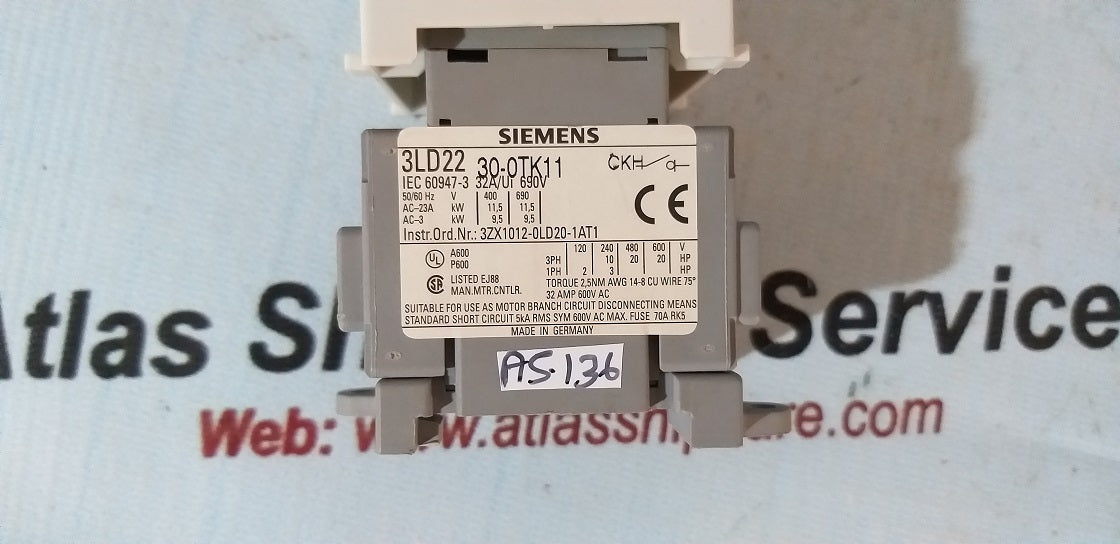 SIEMENS
3LD22 30-0TK11
IEC 60947-3 32A/Ui 690V
50/60 Hz V 400 690
AC-23A kW 11,5 11,5
AC-3 kW 9,5 9,5
CE
Instr.Ord.Nr.: 3ZX1012-0LD20-1AT1
UL A600
P600
SA LISTED EJ88
MAN.MTR.CNTLR.
120 240 480 600 V
3PH 10 20 20 HP
1PH 2 3 HP
TORQUE 2,5NM AWG 14-8 CU WIRE 75°
32 AMP 600V AC
SUITABLE FOR USE AS MOTOR BRANCH CIRCUIT DISCONNECTING MEANS
STANDARD SHORT CIRCUIT 5kA RMS SYM 600V AC MAX. FUSE 70A RK5
MADE IN GERMANY
AS.136
Atlas Service
Web: